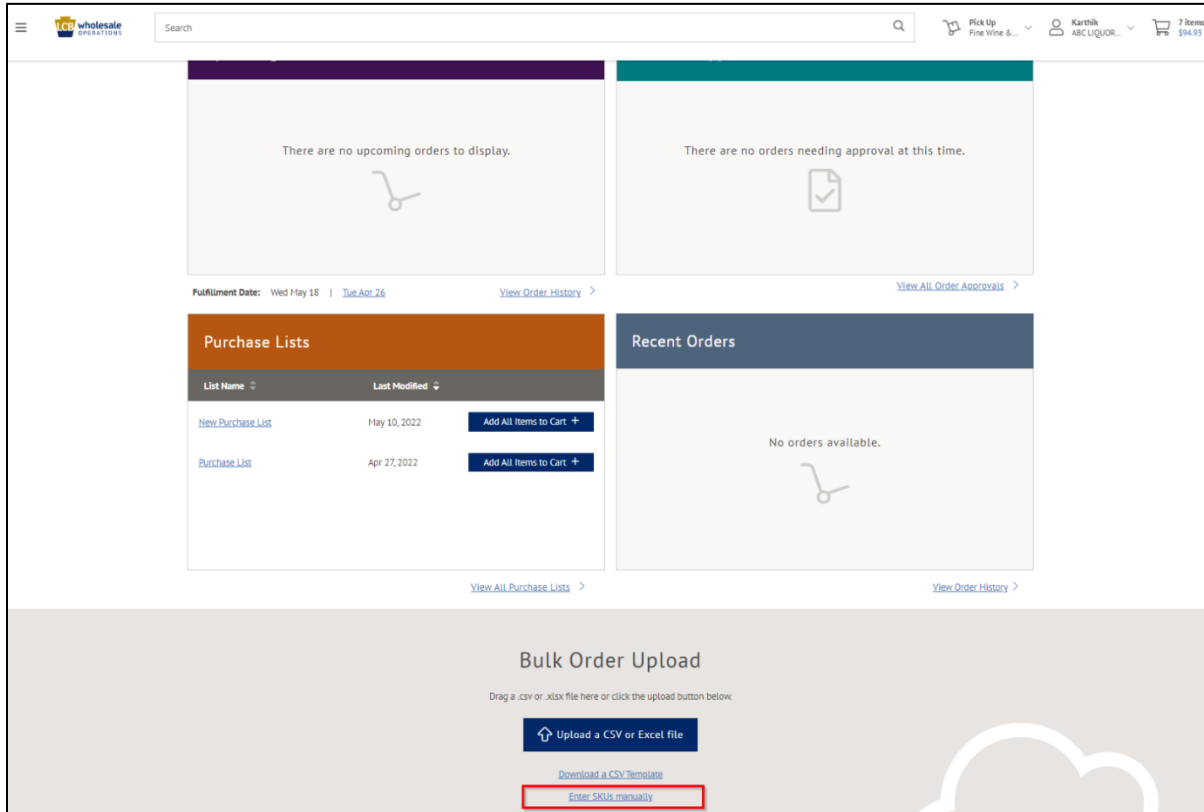 LCB wholesale
OPERATIONS
Search
Pick Up
Fine Wine &...
Karthik
ABC LIQUOR...
7 items
$94.93
There are no upcoming orders to display.
There are no orders needing approval at this time.
Fulfillment Date: Wed May 18 | Tue Apr 26
View Order History >
View All Order Approvals >
Purchase Lists
List Name
Last Modified
New Purchase List
May 10, 2022
Add All Items to Cart +
Purchase List
Apr 27, 2022
Add All Items to Cart +
View All Purchase Lists >
Recent Orders
No orders available.
View Order History >
Bulk Order Upload
Drag a .csv or .xlsx file here or click the upload button below.
Upload a CSV or Excel file
Download a CSV Template
Enter SKUs manually